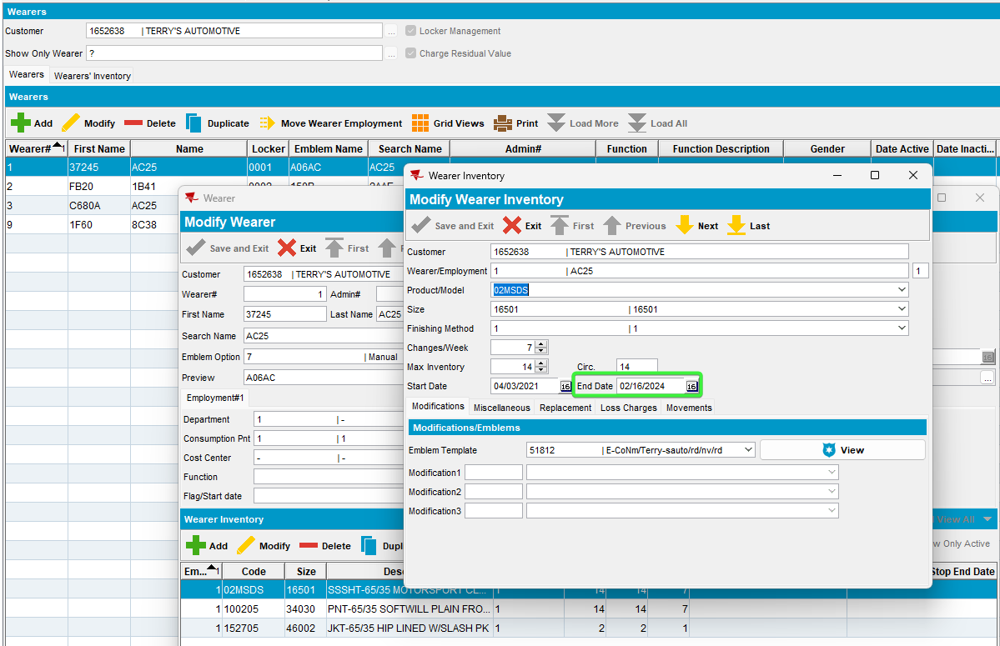 Wearers
Customer 1652638 | TERRY'S AUTOMOTIVE ... Locker Management
Show Only Wearer ? ... Charge Residual Value
Wearers Wearers' Inventory
Wearers
Add Modify Delete Duplicate Move Wearer Employment Grid Views Print Load More Load All
Wearer# 1 First Name Name Locker Emblem Name Search Name Admin# Function Function Description Gender Date Active Date Inacti...
1 37245 AC25 0001 A06AC AC25
2 FB20 1B41
3 C680A AC25
9 1F60 8C38
Wearer
Modify Wearer
Save and Exit Exit First
Customer 1652638 | TERRY'S AUTOMOTIVE
Wearer# 1 Admin#
First Name 37245 Last Name AC25
Search Name AC25
Emblem Option 7 | Manual
Preview A06AC
Employment#1
Department 1 | -
Consumption Pnt 1 | 1
Cost Center - | -
Function
Flag/Start date
16
...
Wearer Inventory
View All
Add Modify Delete Dupl
w Only Active
Em... 1 Code Size Desc Stop End Date
1 02MSDS 16501 SSSHT-65/35 MOTORSPORT CL... 1 14 14 7
1 100205 34030 PNT-65/35 SOFTWILL PLAIN FRO... 1 14 14 7
1 152705 46002 JKT-65/35 HIP LINED W/SLASH PK 1 2 2 1
Wearer Inventory
Modify Wearer Inventory
Save and Exit Exit First Previous Next Last
Customer 1652638 | TERRY'S AUTOMOTIVE
Wearer/Employment 1 | AC25 1
Product/Model 02MSDS
Size 16501 | 16501
Finishing Method 1 | 1
Changes/Week 7
Max Inventory 14 Circ. 14
Start Date 04/03/2021 16 End Date 02/16/2024 16
Modifications Miscellaneous Replacement Loss Charges Movements
Modifications/Emblems
Emblem Template 51812 | E-CoNm/Terry-sauto/rd/nv/rd View
Modification1
Modification2
Modification3